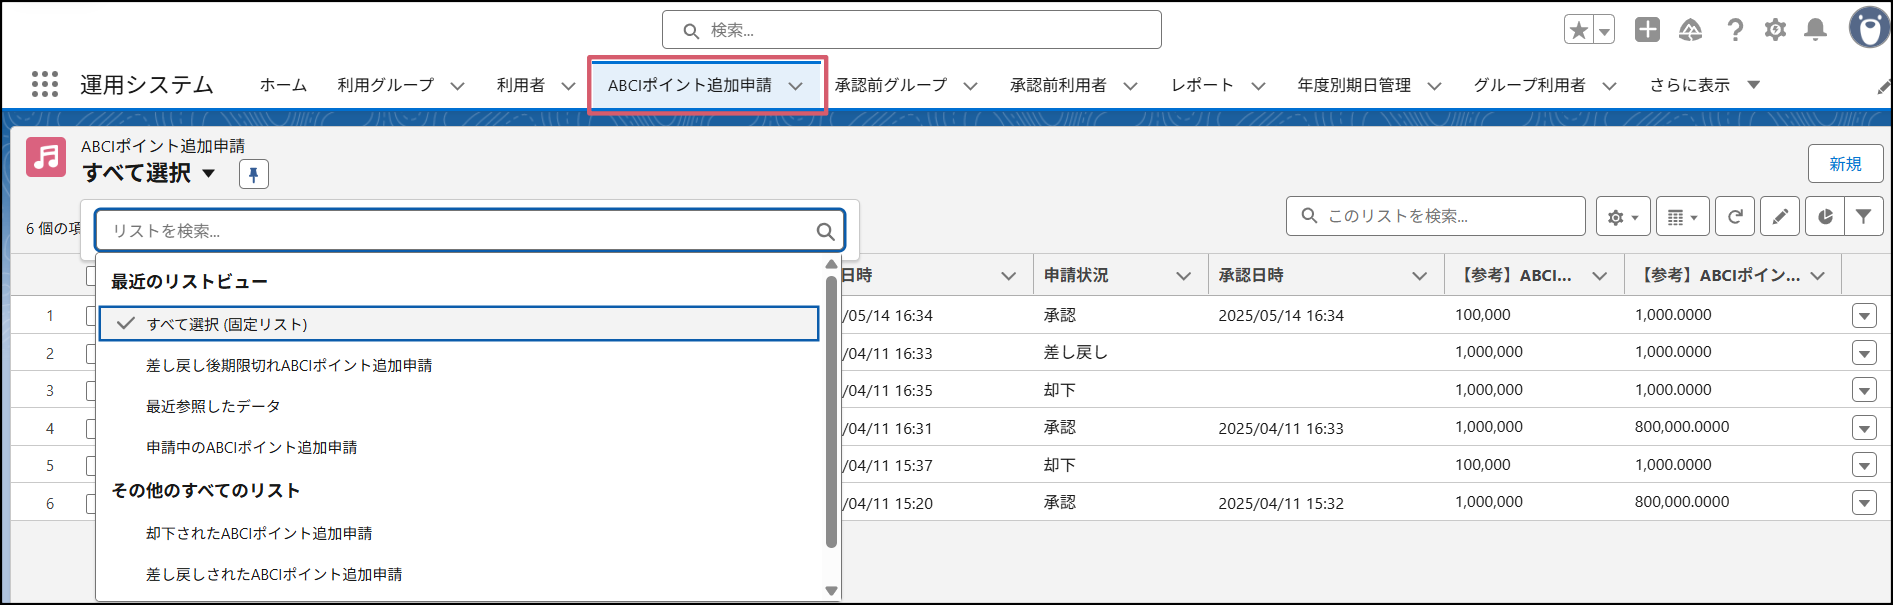 検索...
運用システム ホーム 利用グループ 利用者 ABCIポイント追加申請 承認前グループ 承認前利用者 レポート 年度別期日管理 グループ利用者 さらに表示
ABCIポイント追加申請
すべて選択
新規
6 個の項
このリストを検索...
リストを検索...
最近のリストビュー
すべて選択 (固定リスト)
差し戻し後期限切れABCIポイント追加申請
最近参照したデータ
申請中のABCIポイント追加申請
その他のすべてのリスト
却下されたABCIポイント追加申請
差し戻しされたABCIポイント追加申請
日時 申請状況 承認日時 【参考】ABCI... 【参考】ABCIポイン...
1 /05/14 16:34 承認 2025/05/14 16:34 100,000 1,000.0000
2 /04/11 16:33 差し戻し 1,000,000 1,000.0000
3 /04/11 16:35 却下 1,000,000 1,000.0000
4 /04/11 16:31 承認 2025/04/11 16:33 1,000,000 800,000.0000
5 /04/11 15:37 却下 100,000 1,000.0000
6 /04/11 15:20 承認 2025/04/11 15:32 1,000,000 800,000.0000